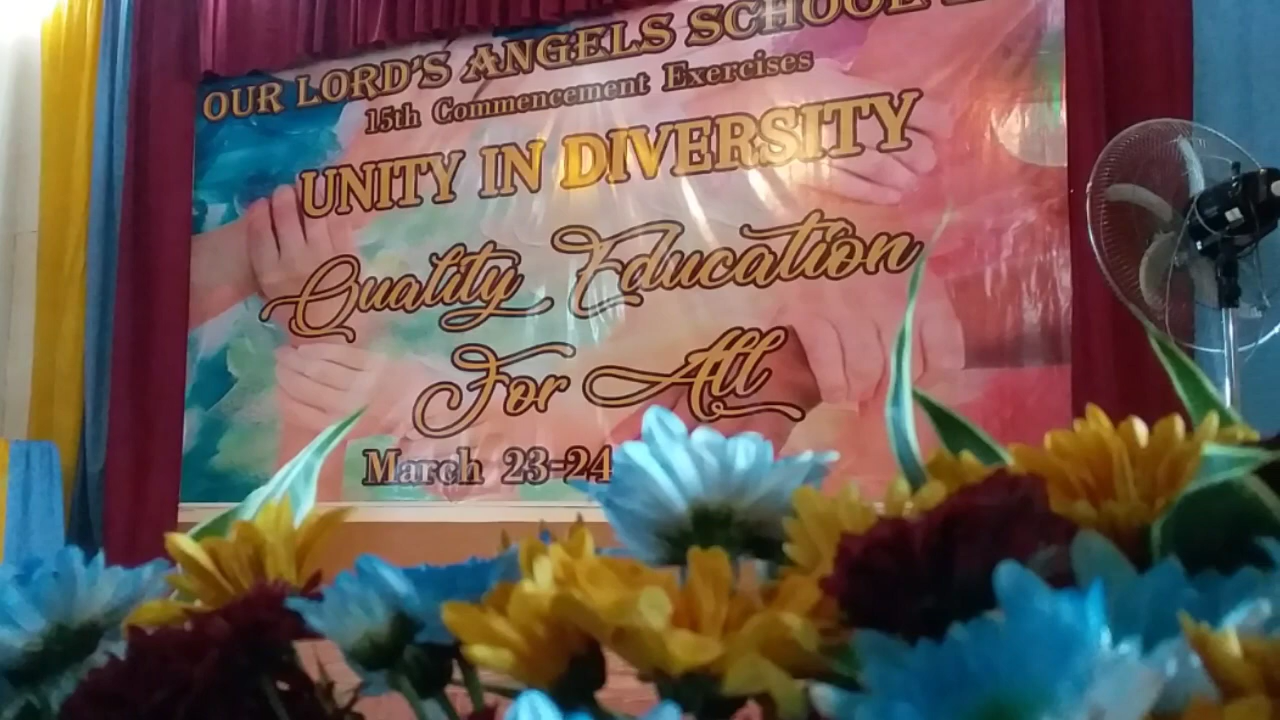 OUR LORD'S ANGELS SCHOOL
15th Commencement Exercises
UNITY IN DIVERSITY
Quality Education
For All
March 23-24